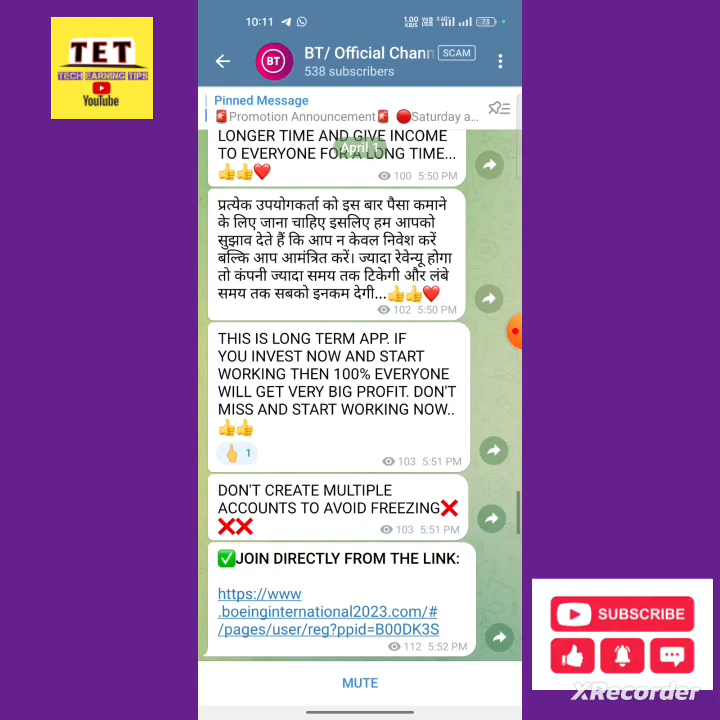 TET
TECH EARNING TIPS
YouTube
10:11
1.00 KB/S
73
BT/ Official Chann
SCAM
538 subscribers
Pinned Message
🚨Promotion Announcement🚨 🔴Saturday a...
LONGER TIME AND GIVE INCOME
TO EVERYONE FOR A LONG TIME...
April 1
👍👍❤️
100 5:50 PM
प्रत्येक उपयोगकर्ता को इस बार पैसा कमाने
के लिए जाना चाहिए इसलिए हम आपको
सुझाव देते हैं कि आप न केवल निवेश करें
बल्कि आप आमंत्रित करें। ज्यादा रेवेन्यू होगा
तो कंपनी ज्यादा समय तक टिकेगी और लंबे
समय तक सबको इनकम देगी...👍👍❤️
102 5:50 PM
THIS IS LONG TERM APP. IF
YOU INVEST NOW AND START
WORKING THEN 100% EVERYONE
WILL GET VERY BIG PROFIT. DON'T
MISS AND START WORKING NOW..
👍👍
🖕 1
103 5:51 PM
DON'T CREATE MULTIPLE
ACCOUNTS TO AVOID FREEZING❌
❌❌
103 5:51 PM
✅JOIN DIRECTLY FROM THE LINK:
https://www
.boeinginternational2023.com/#
/pages/user/reg?ppid=B00DK3S
112 5:52 PM
MUTE
SUBSCRIBE
XRecorder